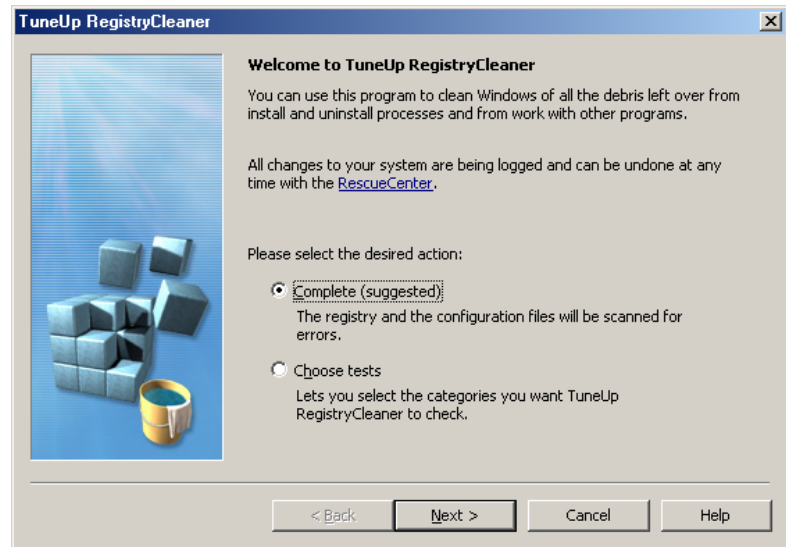 TuneUp RegistryCleaner
Welcome to TuneUp RegistryCleaner
You can use this program to clean Windows of all the debris left over from
install and uninstall processes and from work with other programs.
All changes to your system are being logged and can be undone at any
time with the RescueCenter.
Please select the desired action:
Complete (suggested)
The registry and the configuration files will be scanned for
errors.
Choose tests
Lets you select the categories you want TuneUp
RegistryCleaner to check.
< Back
Next >
Cancel
Help